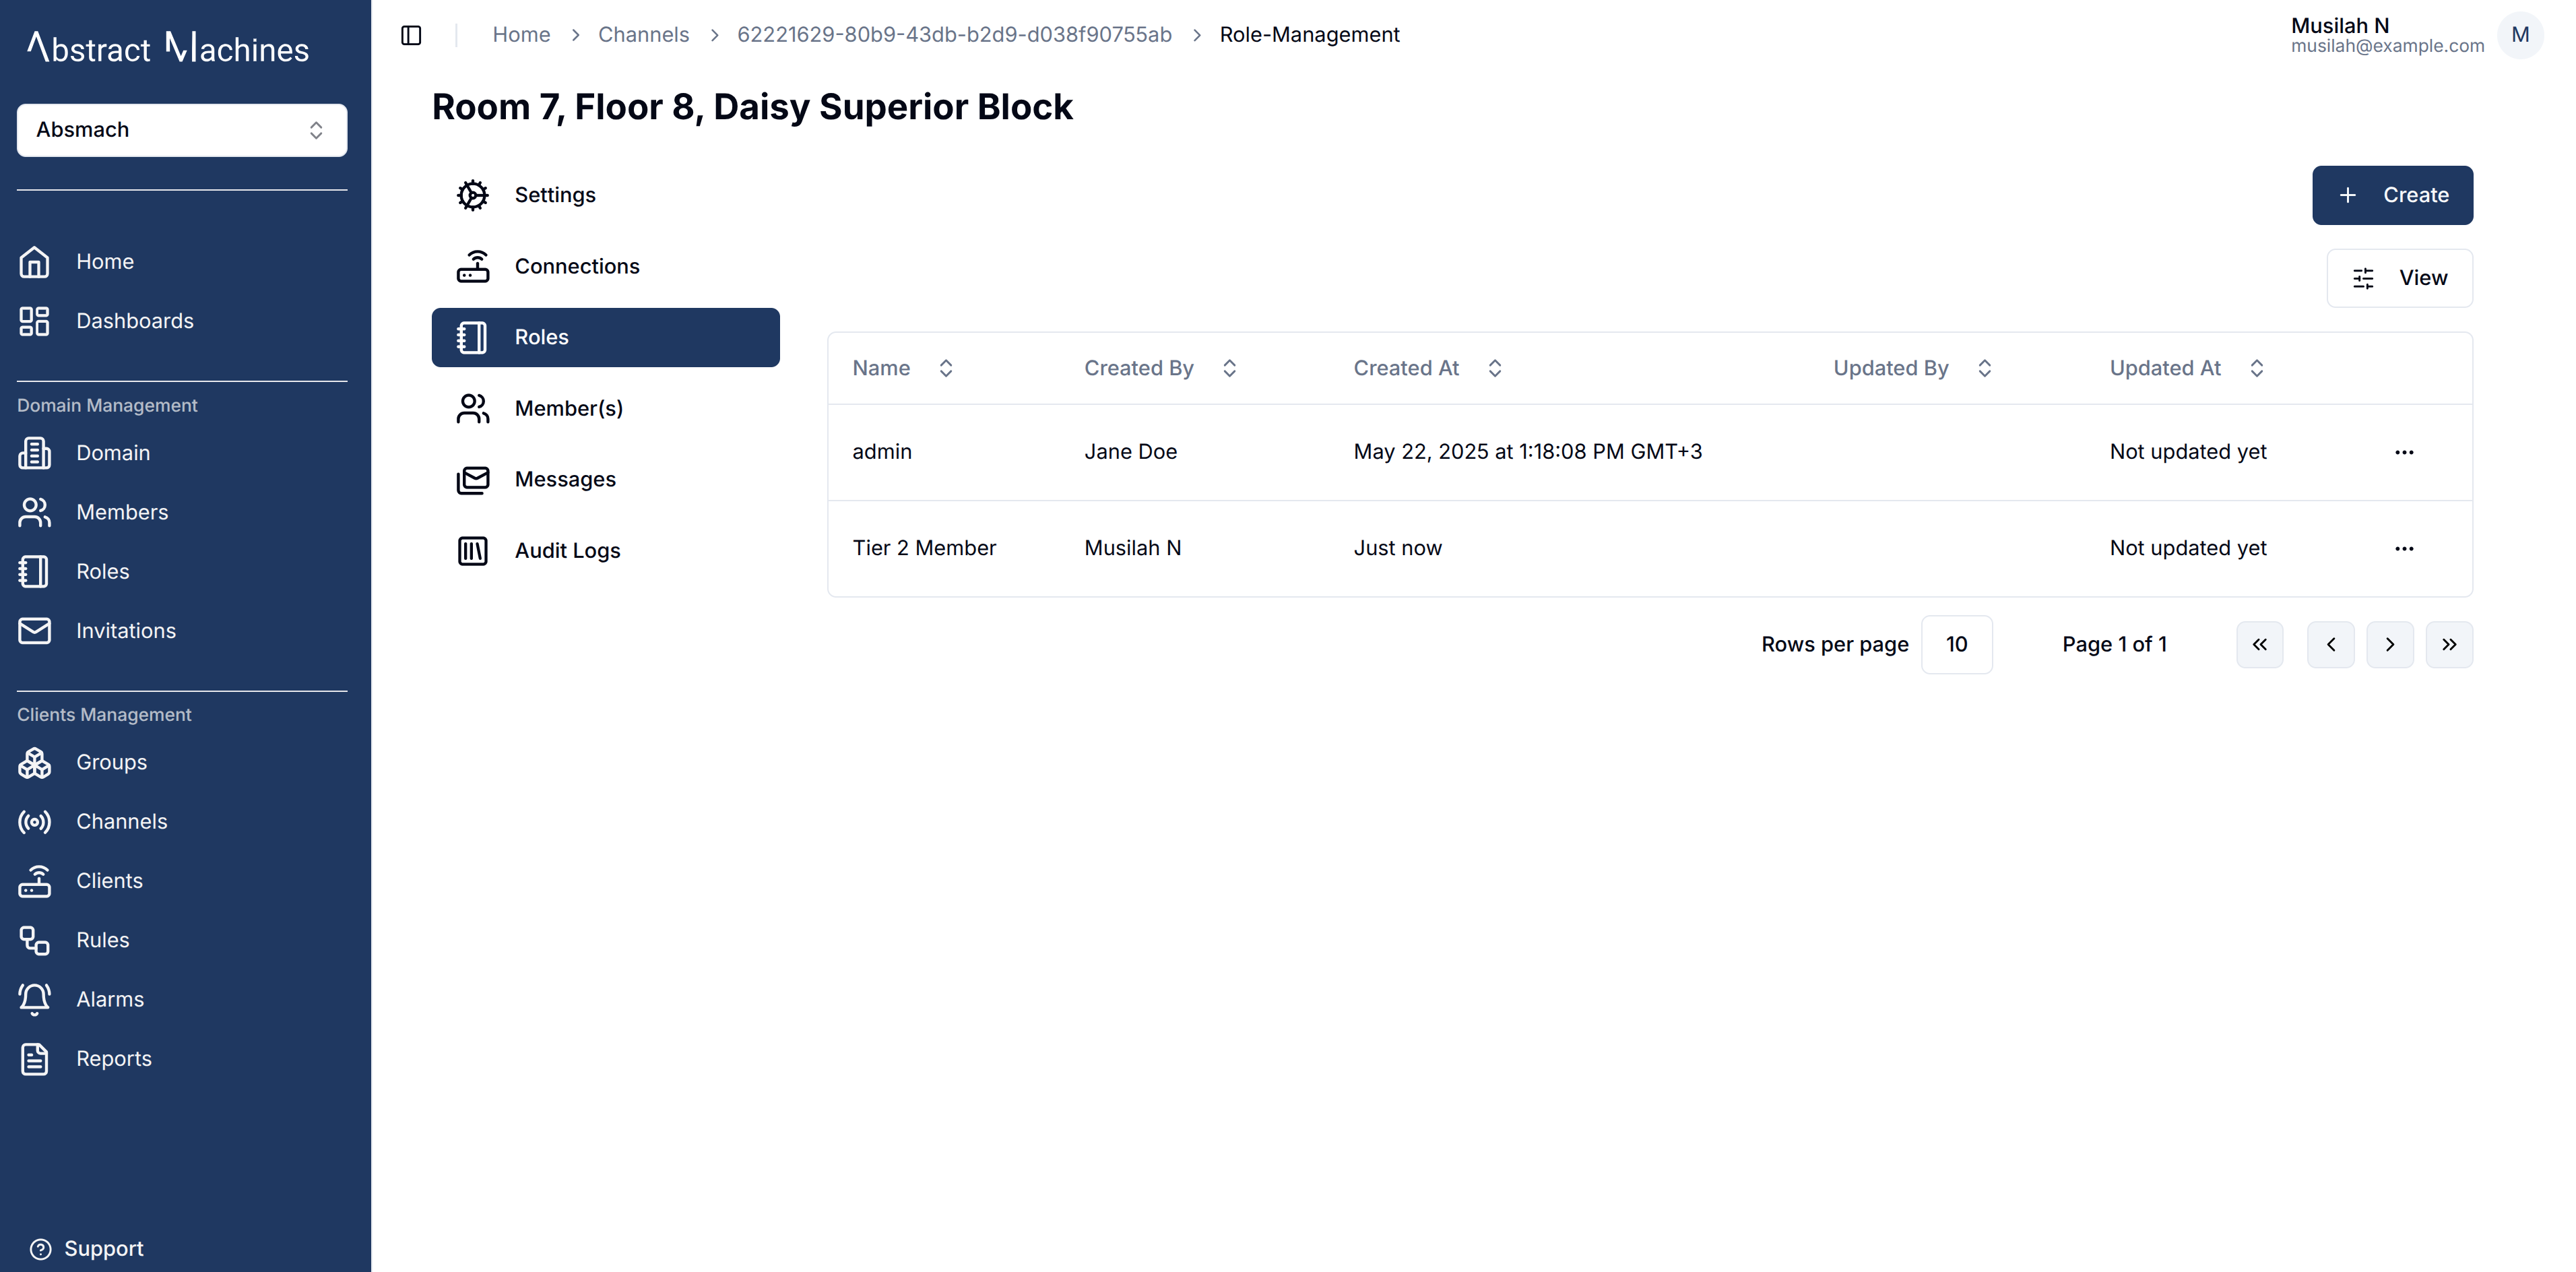 Abstract Machines
Absmach
Home
Dashboards
Domain Management
Domain
Members
Roles
Invitations
Clients Management
Groups
Channels
Clients
Rules
Alarms
Reports
Support
Home > Channels > 62221629-80b9-43db-b2d9-d038f90755ab > Role-Management
Musilah N
musilah@example.com
M
Room 7, Floor 8, Daisy Superior Block
Settings
Connections
Roles
Member(s)
Messages
Audit Logs
Create
View
Name Created By Created At Updated By Updated At
admin Jane Doe May 22, 2025 at 1:18:08 PM GMT+3 Not updated yet ...
Tier 2 Member Musilah N Just now Not updated yet ...
Rows per page 10 Page 1 of 1